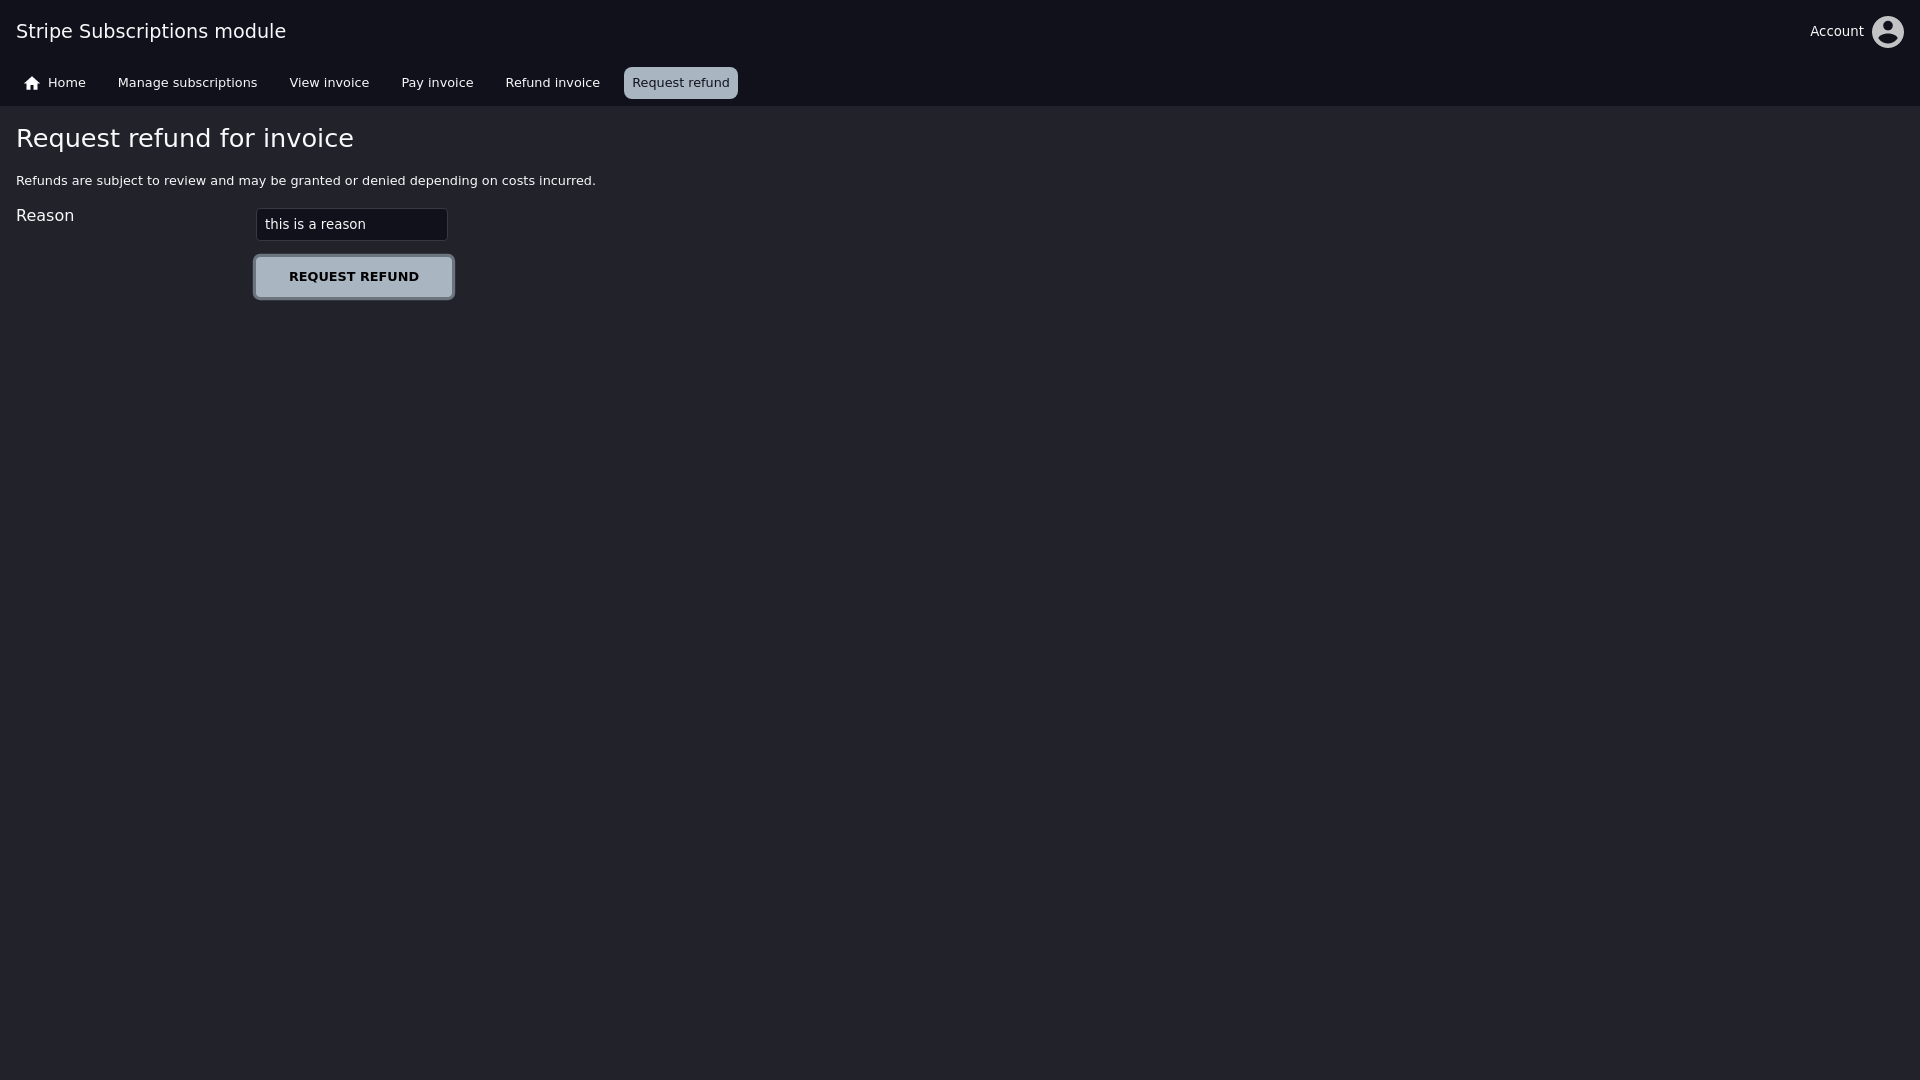 Stripe Subscriptions module
Account
Home Manage subscriptions View invoice Pay invoice Refund invoice Request refund
Request refund for invoice
Refunds are subject to review and may be granted or denied depending on costs incurred.
Reason
this is a reason
REQUEST REFUND